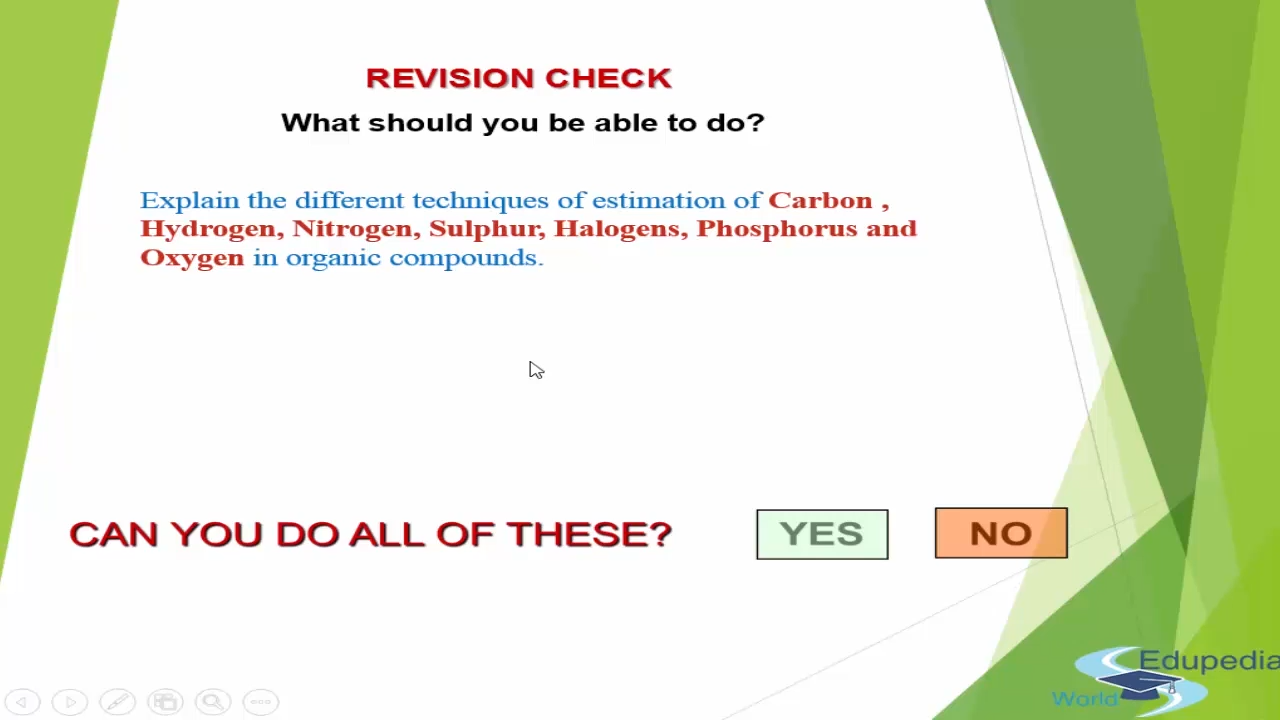 REVISION CHECK
What should you be able to do?
Explain the different techniques of estimation of Carbon ,
Hydrogen, Nitrogen, Sulphur, Halogens, Phosphorus and
Oxygen in organic compounds.
CAN YOU DO ALL OF THESE? YES NO
Edupedia
World